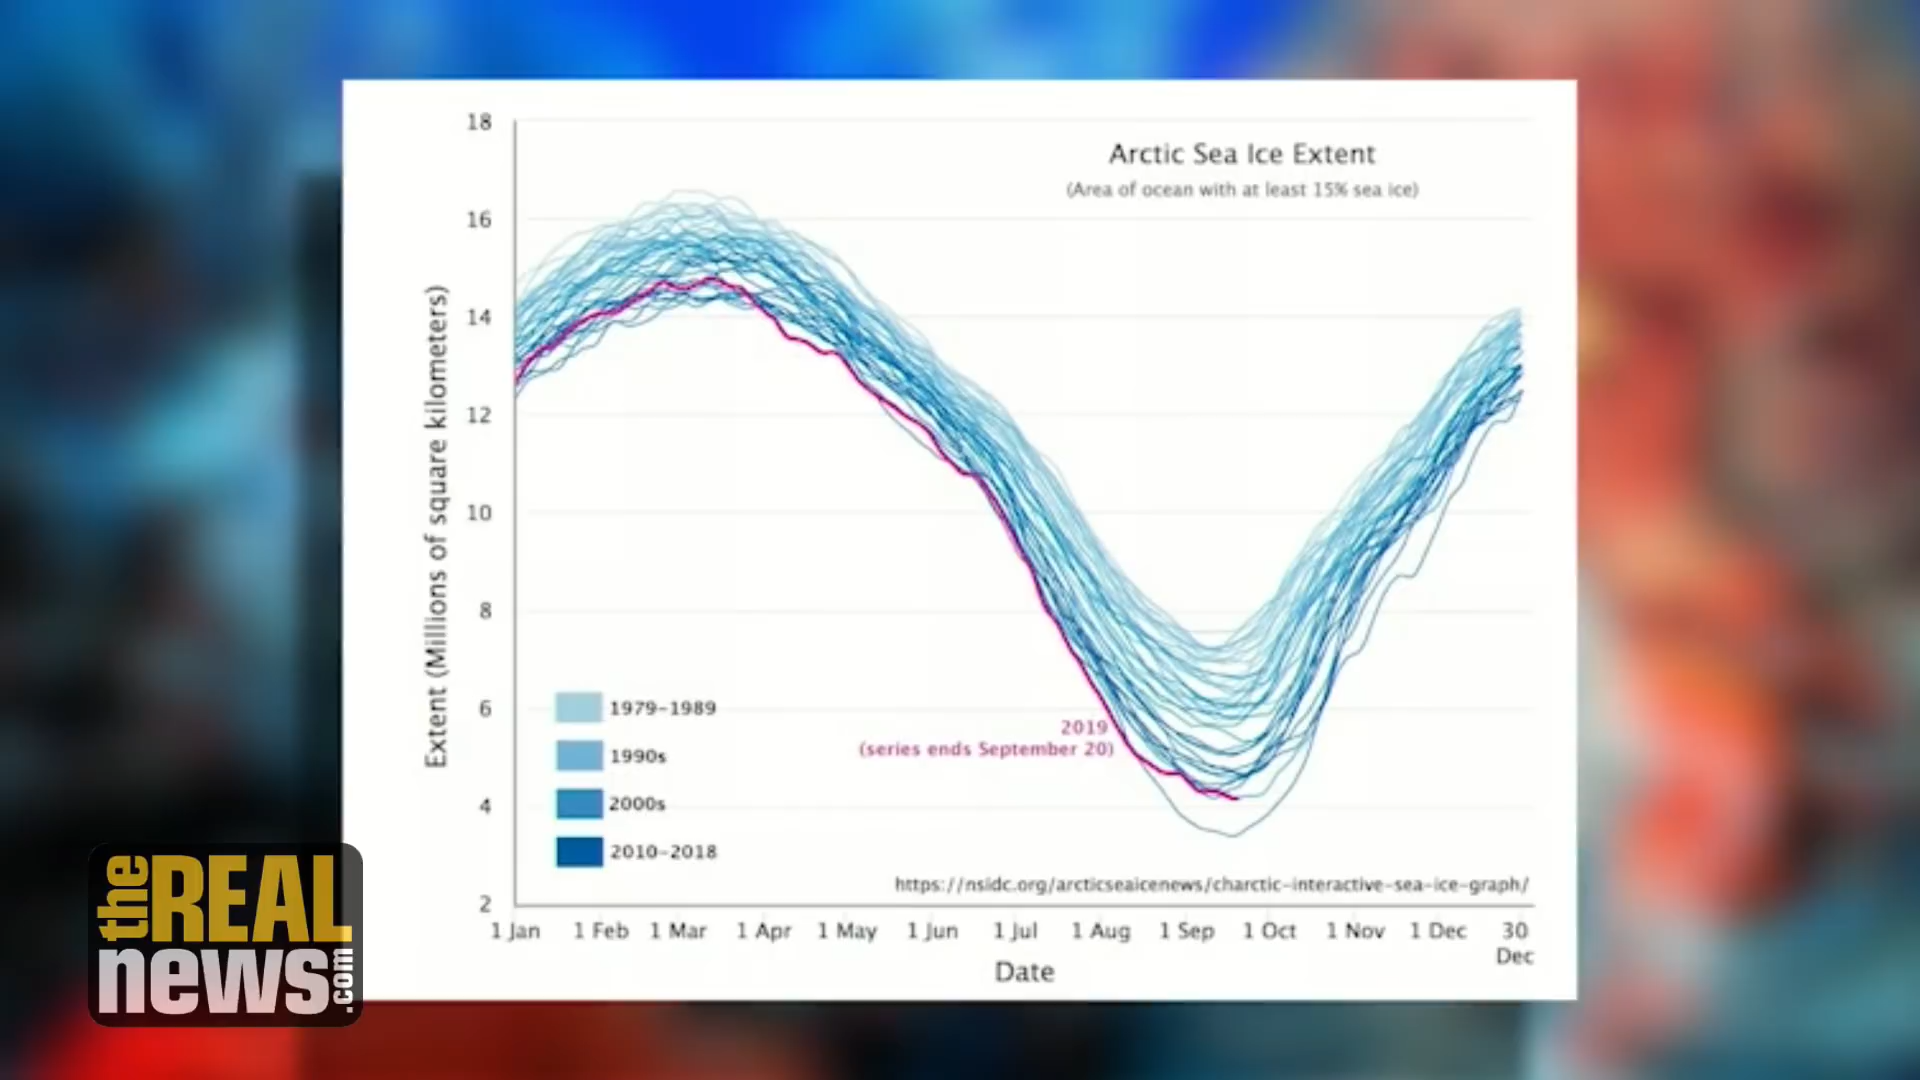 18
Arctic Sea Ice Extent
(Area of ocean with at least 15% sea ice)
16
14
12
10
8
6
4
2
Extent (Millions of square kilometers)
1979-1989
1990s
2000s
2010-2018
2019
(series ends September 20)
https://nsidc.org/arcticseaicenews/charctic-interactive-sea-ice-graph/
1 Jan 1 Feb 1 Mar 1 Apr 1 May 1 Jun 1 Jul 1 Aug 1 Sep 1 Oct 1 Nov 1 Dec 30
Dec
Date
the REAL
news.com